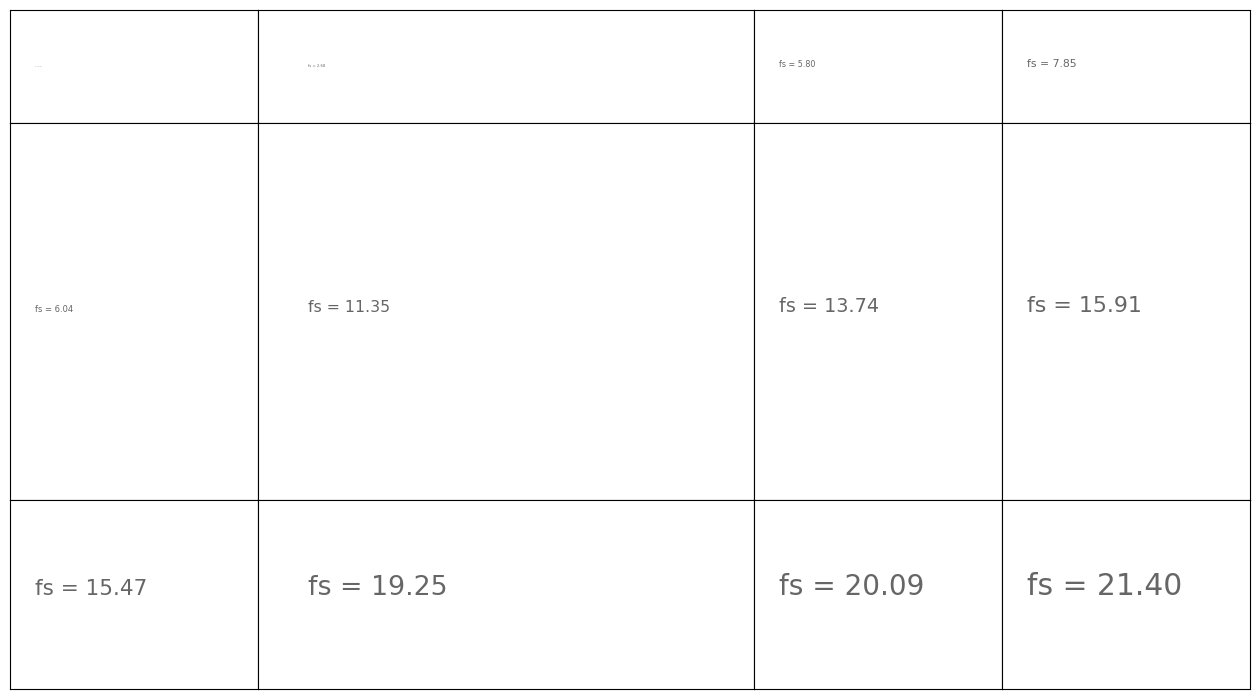 fs = 5.80
fs = 7.85
fs = 6.04
fs = 11.35
fs = 13.74
fs = 15.91
fs = 15.47
fs = 19.25
fs = 20.09
fs = 21.40